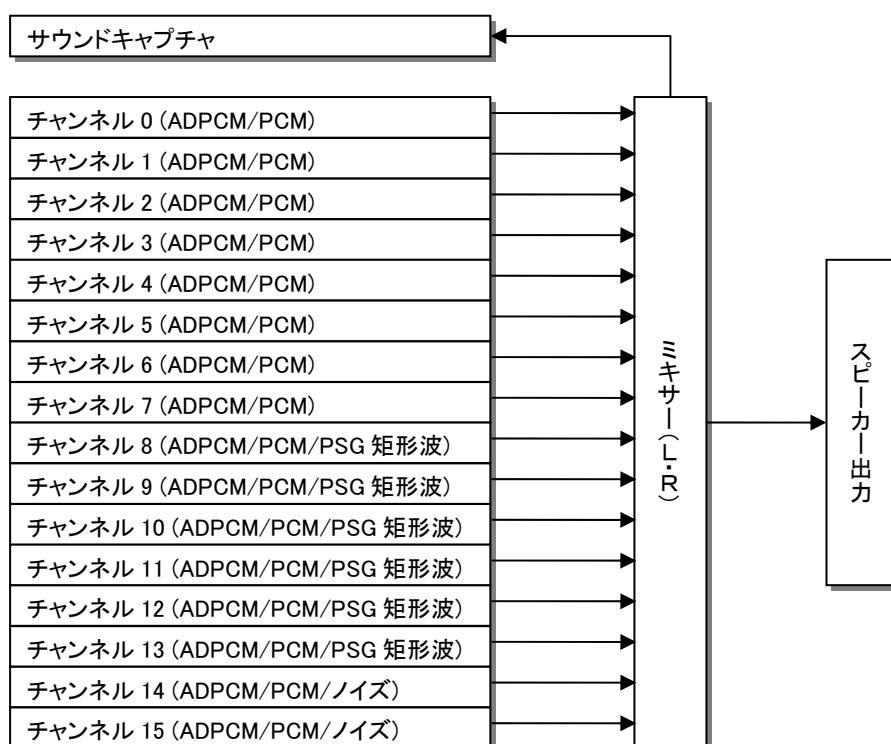 サウンドキャプチャ
チャンネル 0 (ADPCM/PCM)
チャンネル 1 (ADPCM/PCM)
チャンネル 2 (ADPCM/PCM)
チャンネル 3 (ADPCM/PCM)
チャンネル 4 (ADPCM/PCM)
チャンネル 5 (ADPCM/PCM)
チャンネル 6 (ADPCM/PCM)
チャンネル 7 (ADPCM/PCM)
チャンネル 8 (ADPCM/PCM/PSG 矩形波)
チャンネル 9 (ADPCM/PCM/PSG 矩形波)
チャンネル 10 (ADPCM/PCM/PSG 矩形波)
チャンネル 11 (ADPCM/PCM/PSG 矩形波)
チャンネル 12 (ADPCM/PCM/PSG 矩形波)
チャンネル 13 (ADPCM/PCM/PSG 矩形波)
チャンネル 14 (ADPCM/PCM/ノイズ)
チャンネル 15 (ADPCM/PCM/ノイズ)
ミキサー(L・R)
スピーカー出力